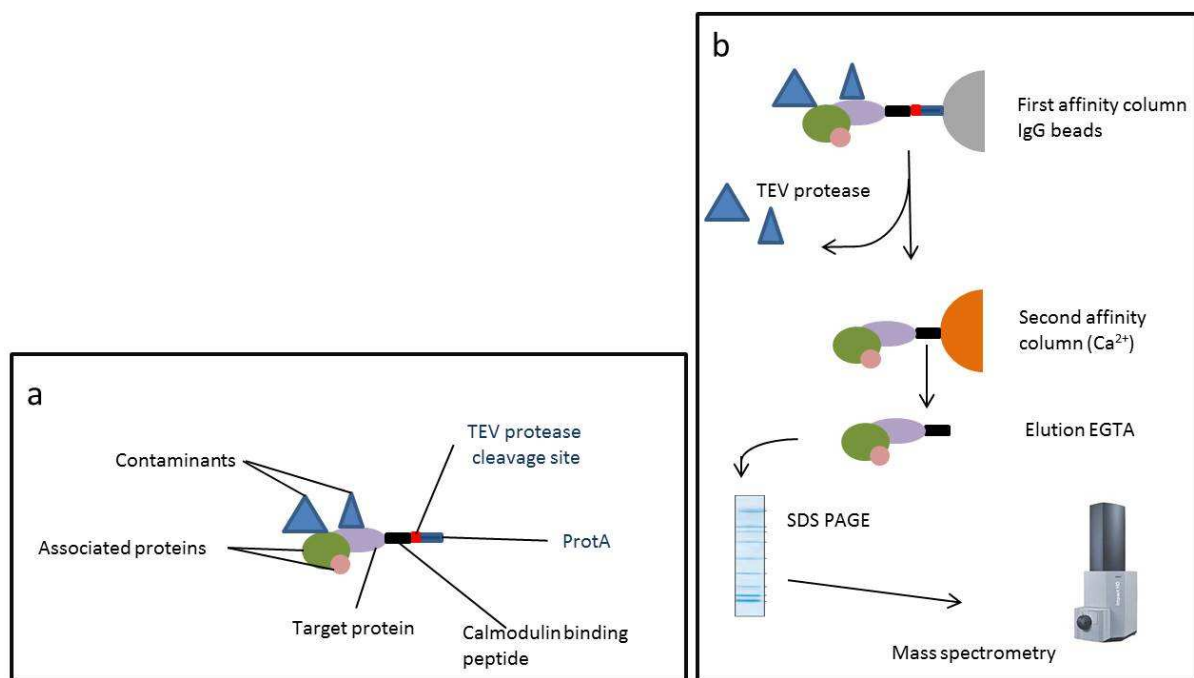 a
Contaminants
TEV protease
cleavage site
Associated proteins
ProtA
Target protein
Calmodulin binding
peptide
b
First affinity column
IgG beads
TEV protease
Second affinity
column (Ca²⁺)
Elution EGTA
SDS PAGE
Mass spectrometry